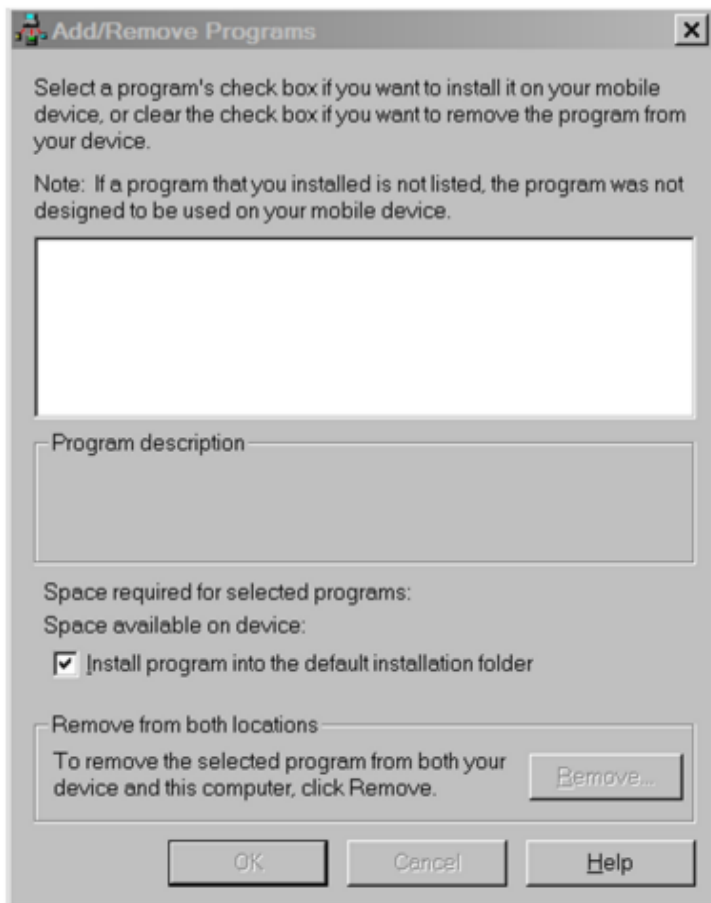 Add/Remove Programs
Select a program's check box if you want to install it on your mobile
device, or clear the check box if you want to remove the program from
your device.
Note: If a program that you installed is not listed, the program was not
designed to be used on your mobile device.
Program description
Space required for selected programs:
Space available on device:
Install program into the default installation folder
Remove from both locations
To remove the selected program from both your
device and this computer, click Remove.
Remove...
OK
Cancel
Help